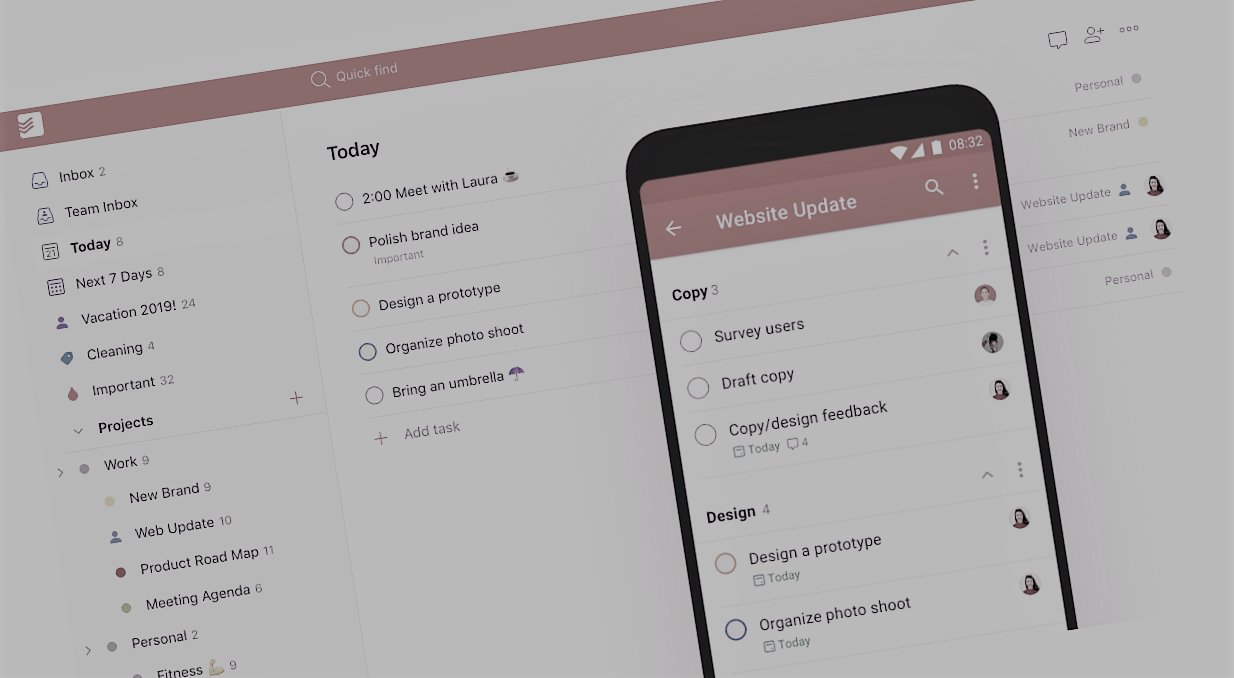 Quick find
Inbox 2
Team Inbox
Today 8
Next 7 Days 8
Vacation 2019! 24
Cleaning 4
Important 32
Projects
Work 9
New Brand 9
Web Update 10
Product Road Map 11
Meeting Agenda 6
Personal 2
Fitness 💪 9
Today
2:00 Meet with Laura ☕
Polish brand idea
Important
Design a prototype
Organize photo shoot
Bring an umbrella ☂
Add task
Personal
New Brand
Website Update
Website Update
Personal
08:32
Website Update
Copy 3
Survey users
Draft copy
Copy/design feedback
Today 4
Design 4
Design a prototype
Today
Organize photo shoot
Today
21